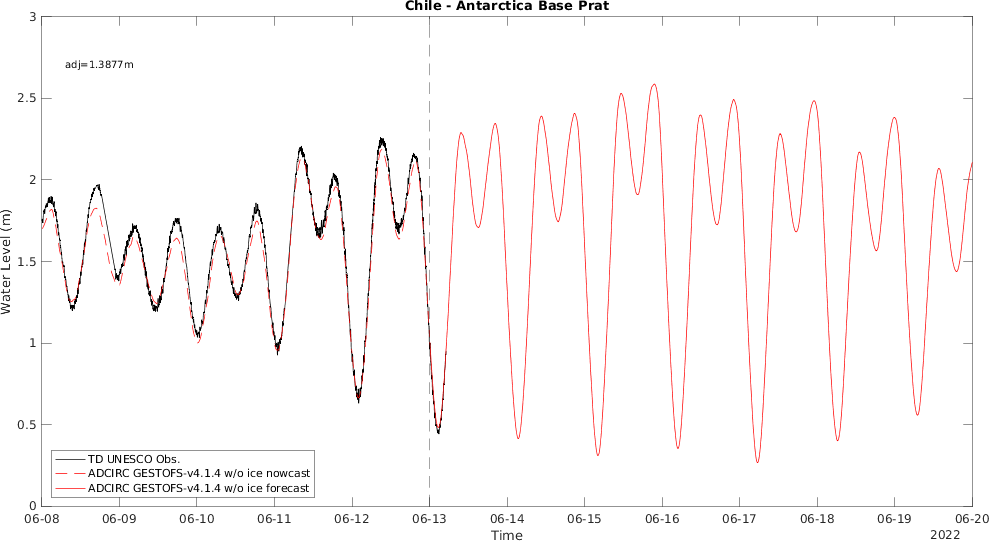 Chile - Antarctica Base Prat
adj=1.3877m
Water Level (m)
3
2.5
2
1.5
1
0.5
0
TD UNESCO Obs.
ADCIRC GESTOFS-v4.1.4 w/o ice nowcast
ADCIRC GESTOFS-v4.1.4 w/o ice forecast
06-08 06-09 06-10 06-11 06-12 06-13 06-14 06-15 06-16 06-17 06-18 06-19 06-20
Time
2022